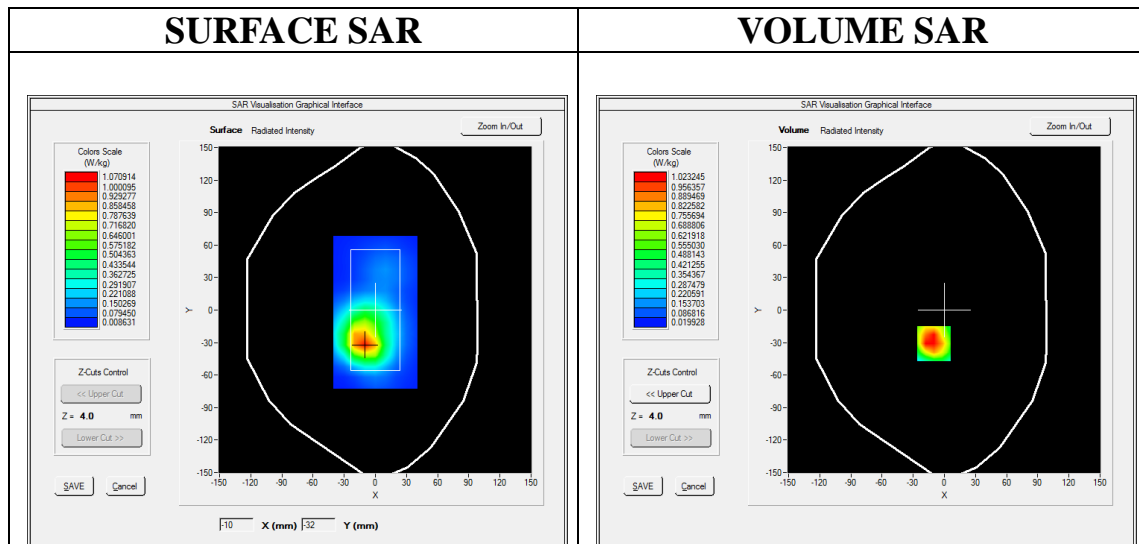 SURFACE SAR
VOLUME SAR
SAR Visualisation Graphical Interface
Surface Radiated Intensity
Zoom In/Out
Colors Scale
(W/kg)
1.070914
1.000095
0.929277
0.858458
0.787639
0.716820
0.646001
0.575182
0.504363
0.433544
0.362725
0.291907
0.221088
0.150269
0.079450
0.008631
Z-Cuts Control
<< Upper Cut
Z = 4.0 mm
Lower Cut >>
SAVE
Cancel
150
120
90
60
30
0
-30
-60
-90
-120
-150
Y
-150 -120 -90 -60 -30 0 30 60 90 120 150
X
-10 X (mm) -32 Y (mm)
SAR Visualisation Graphical Interface
Volume Radiated Intensity
Zoom In/Out
Colors Scale
(W/kg)
1.023245
0.956357
0.889469
0.822582
0.755694
0.688806
0.621918
0.555030
0.488143
0.421255
0.354367
0.287479
0.220591
0.153703
0.086816
0.019928
Z-Cuts Control
<< Upper Cut
Z = 4.0 mm
Lower Cut >>
SAVE
Cancel
150
120
90
60
30
0
-30
-60
-90
-120
-150
Y
-150 -120 -90 -60 -30 0 30 60 90 120 150
X